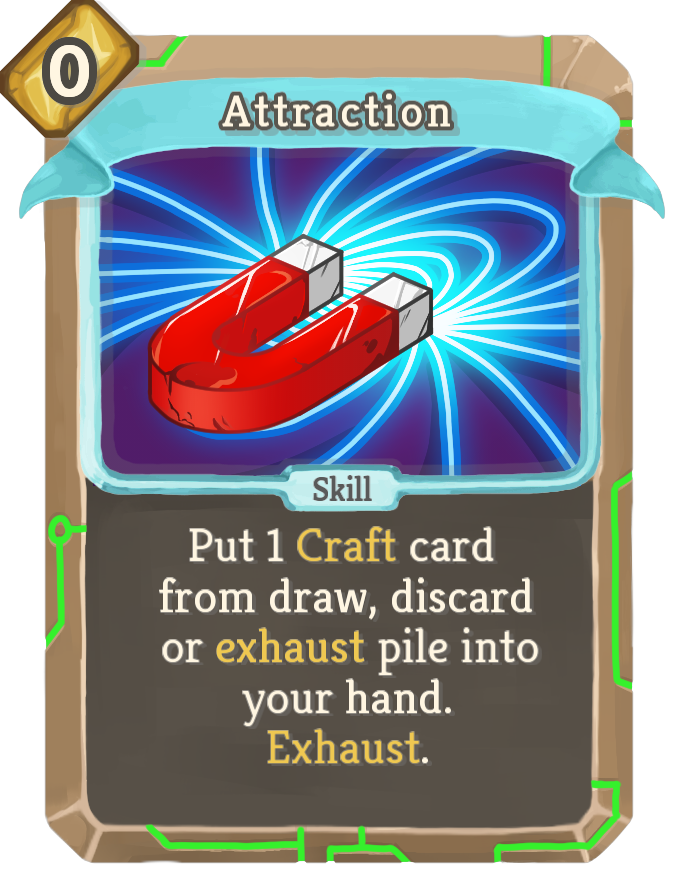 0
Attraction
Skill
Put 1 Craft card
from draw, discard
or exhaust pile into
your hand.
Exhaust.